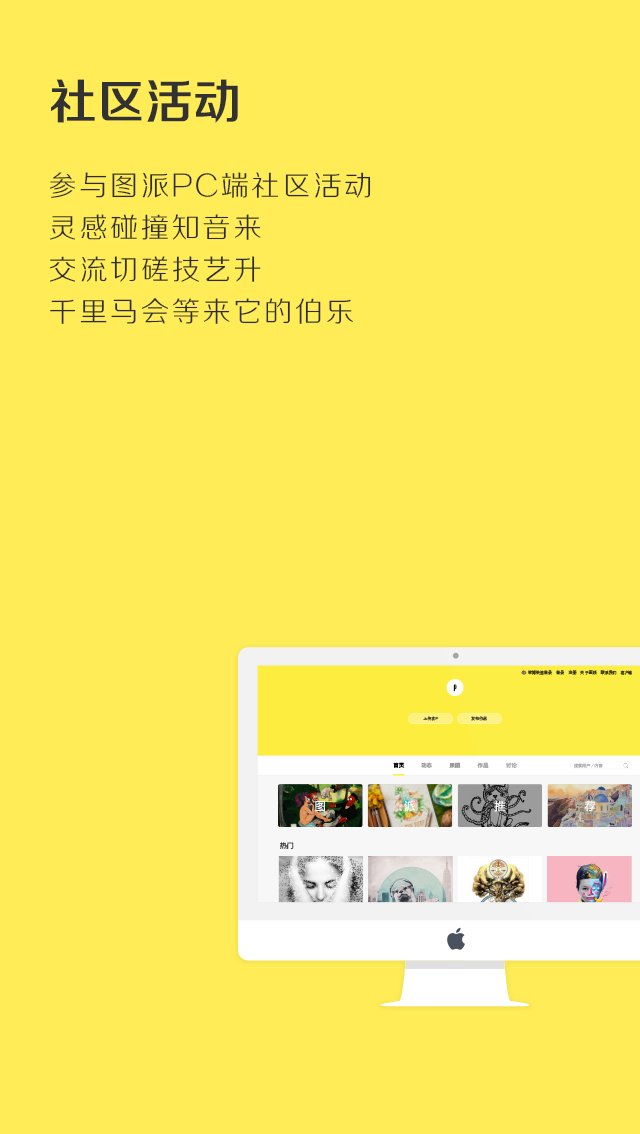 社区活动
参与图派PC端社区活动
灵感碰撞知音来
交流切磋技艺升
千里马会等来它的伯乐
首页 动态 原图 作品 讨论
图 派 推 荐
热门